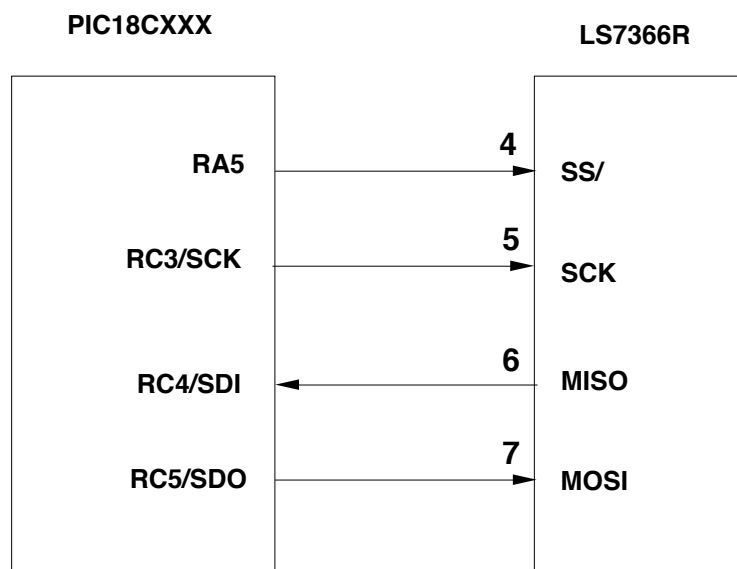 PIC18CXXX
LS7366R
RA5
4
SS/
RC3/SCK
5
SCK
RC4/SDI
6
MISO
RC5/SDO
7
MOSI